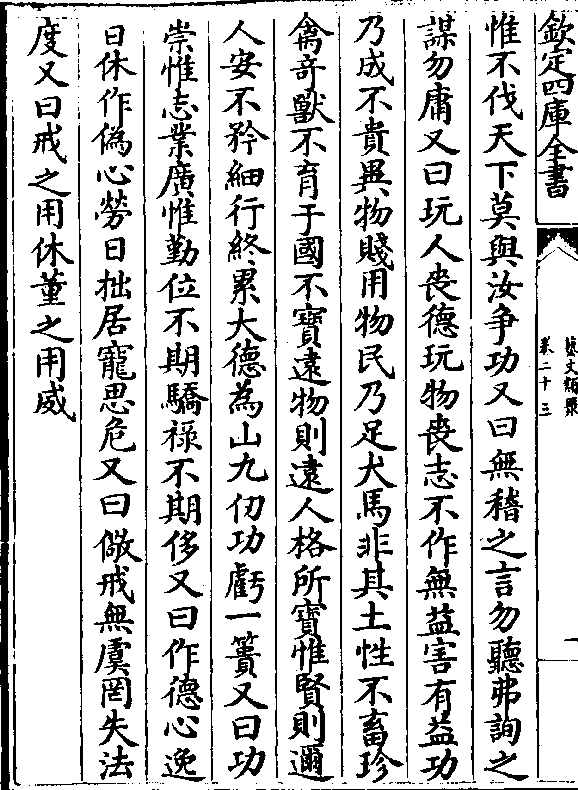 欽定四庫全書
藝文類聚
卷二十三
一
惟不伐天下莫與汝争功又曰無稽之言勿聽弗詢之
謀勿庸又曰玩人喪德玩物喪志不作無益害有益功
乃成不貴異物賤用物民乃足犬馬非其土性不畜珍
禽奇獸不育于國不寶逺物則逺人格所寶惟賢則邇
人安不矜細行終累大德為山九仞功虧一簣又曰功
崇惟志業廣惟勤位不期驕禄不期侈又曰作德心逸
日休作偽心勞日拙居寵思危又曰儆戒無虞罔失法
度又曰戒之用休董之用威